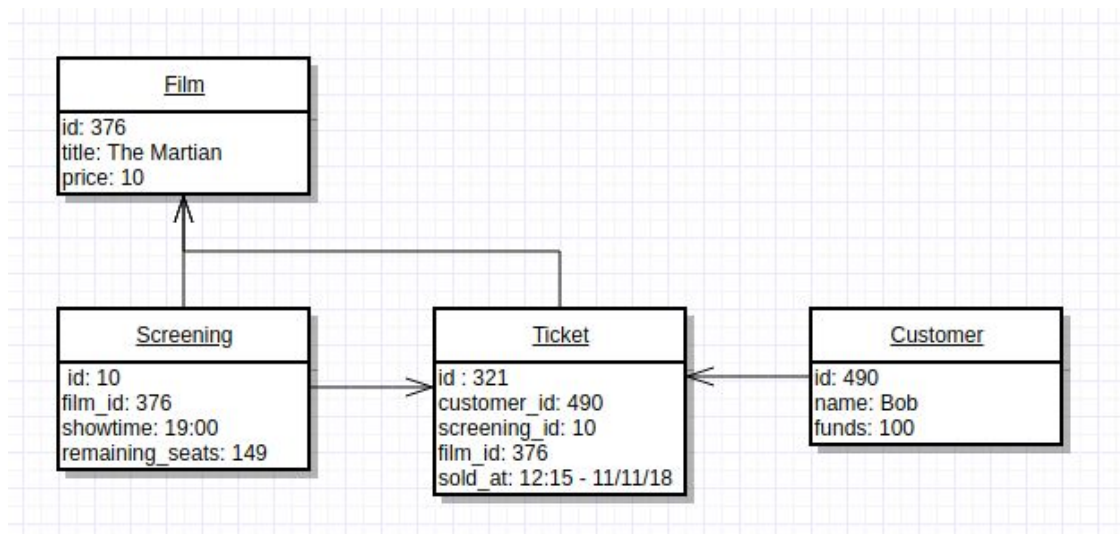 Film
id: 376
title: The Martian
price: 10
Screening
id: 10
film_id: 376
showtime: 19:00
remaining_seats: 149
Ticket
id : 321
customer_id: 490
screening_id: 10
film_id: 376
sold_at: 12:15 - 11/11/18
Customer
id: 490
name: Bob
funds: 100